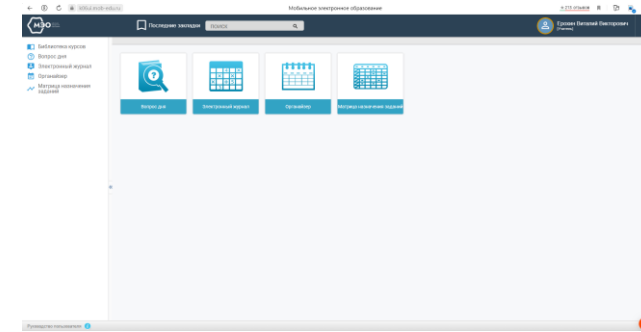 Мобильное электронное образование
МЭО
Последние закладки
ПОИСК
Ерохин Виталий Викторович
Библиотека курсов
Вопрос дня
Электронный журнал
Органайзер
Матрица назначения
заданий
Вопрос дня
Электронный журнал
Органайзер
Матрица назначения заданий
Руководство пользователя